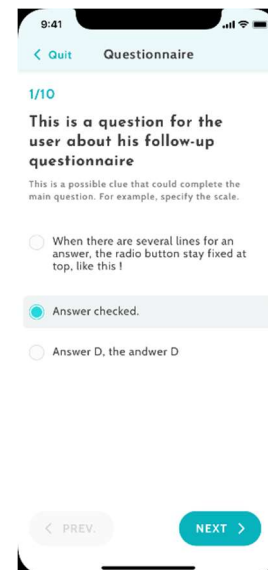 9:41
Quit Questionnaire
1/10
This is a question for the
user about his follow-up
questionnaire
This is a possible clue that could complete the
main question. For example, specify the scale.
When there are several lines for an
answer, the radio button stay fixed at
top, like this !
Answer checked.
Answer D, the andwer D
PREV. NEXT